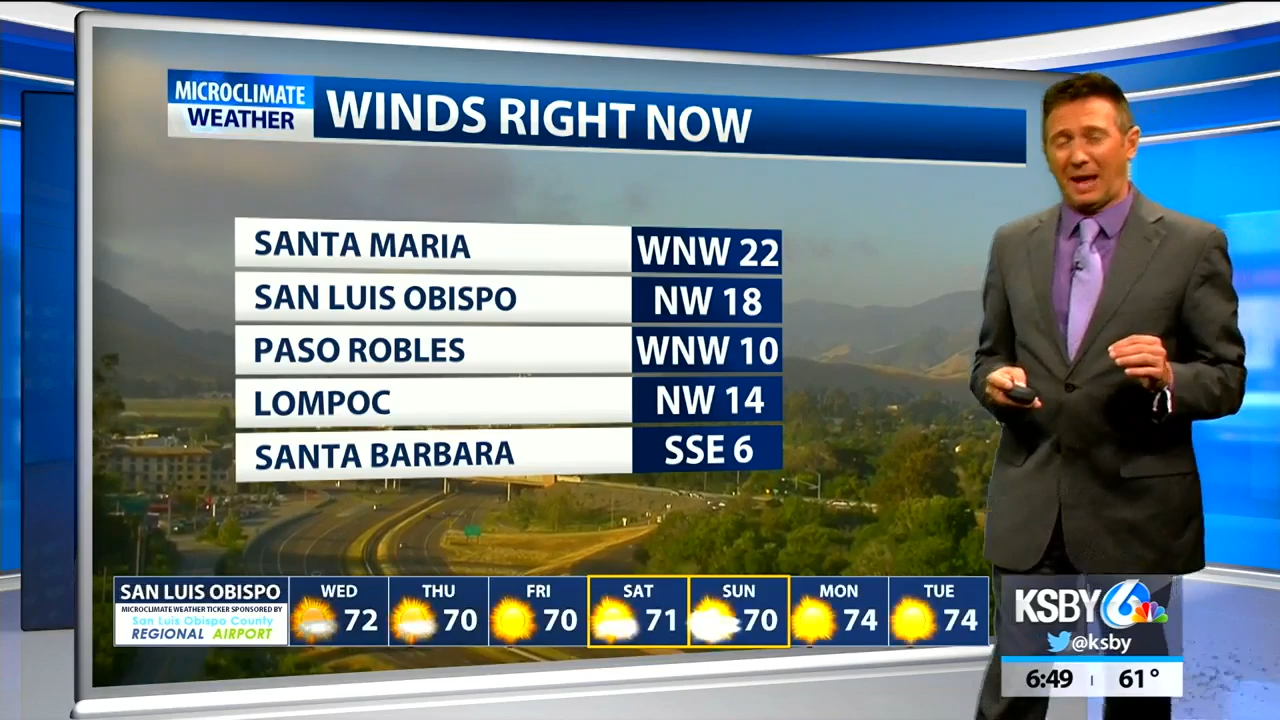 MICROCLIMATE
WEATHER
WINDS RIGHT NOW
SANTA MARIA WNW 22
SAN LUIS OBISPO NW 18
PASO ROBLES WNW 10
LOMPOC NW 14
SANTA BARBARA SSE 6
SAN LUIS OBISPO
MICROCLIMATE WEATHER TICKER SPONSORED BY
San Luis Obispo County
REGIONAL AIRPORT
WED THU FRI SAT SUN MON TUE
72 70 70 71 70 74 74
KSBY 6
@ksby
6:49 61°